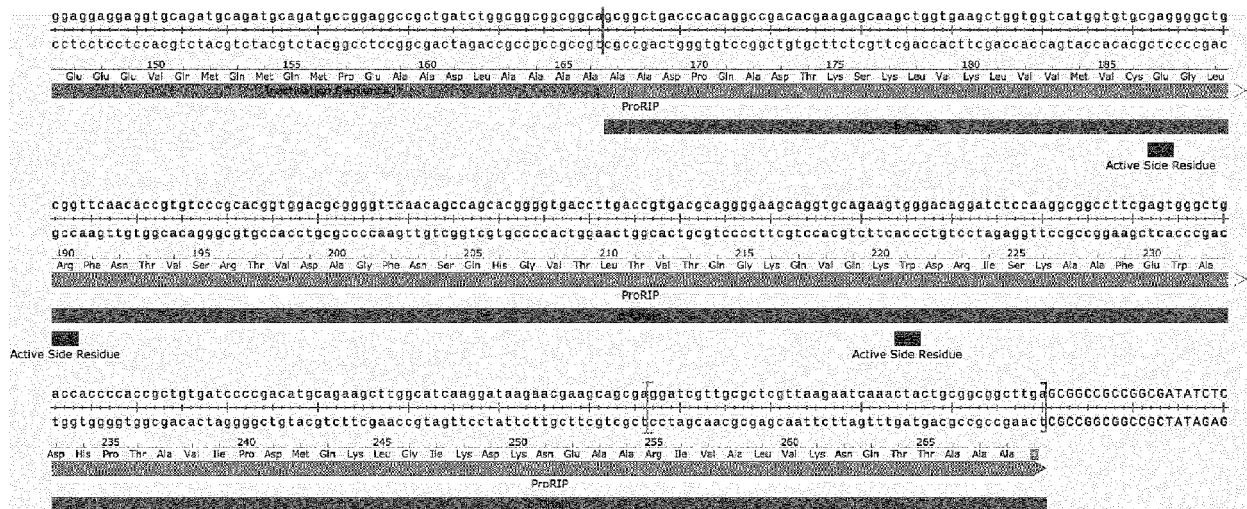 ggaggaggaggtgcagatgcagatgcagatgccggaggccgctgatctggcggcggcggcagcggctgacccacaggccgacacgaagagcaagctggtgaagctggtggtcatggtgtgcgaggggctg
cctcctcctccacgtctacgtctacgtctacggcctccggcgactagaccgccgccgccgtcgccgactgggtgtccggctgtgcttctcgttcgaccacttcgaccaccagtaccacacgctccccgac
150 155 160 165 170 175 180 185
Glu Glu Glu Val Gln Met Gln Met Gln Met Pro Glu Ala Ala Asp Leu Ala Ala Ala Ala Ala Ala Asp Pro Gln Ala Asp Thr Lys Ser Lys Leu Val Lys Leu Val Val Met Val Cys Glu Gly Leu
Inactivation Sequence
ProRIP
Active Side Residue
cggttcaacaccgtgtcccgcacggtggacgcggggttcaacagccagcacggggtgaccttgaccgtgacgcaggggaagcaggtgcagaagtgggacaggatctccaaggcggccttcgagtgggctg
gccaagttgtggcacagggcgtgccacctgcgccccaagttgtcggtcgtgccccactggaactggcactgcgtccccttcgtccacgtcttcaccctgtcctagaggttccgccggaagctcacccgac
190 195 200 205 210 215 220 225 230
Arg Phe Asn Thr Val Ser Arg Thr Val Asp Ala Gly Phe Asn Ser Gln His Gly Val Thr Leu Thr Val Thr Gln Gly Lys Gln Val Gln Lys Trp Asp Arg Ile Ser Lys Ala Ala Phe Glu Trp Ala
ProRIP
Active Side Residue Active Side Residue
accaccccaccgctgtgatccccgacatgcagaagcttggcatcaaggataagaacgaagcagcgaggatcgttgcgctcgttaagaatcaaactactgcggcggcttgaGCGGCCGCCGGCGATATCTC
tggtggggtggcgacactaggggctgtacgtcttcgaaccgtagttcctattcttgcttcgtcgctcctagcaacgcgagcaattcttagtttgatgacgccgccgaactCGCCGGCGGCCGCTATAGAG
235 240 245 250 255 260 265
Asp His Pro Thr Ala Val Ile Pro Asp Met Gln Lys Leu Gly Ile Lys Asp Lys Asn Glu Ala Ala Arg Ile Val Ala Leu Val Lys Asn Gln Thr Thr Ala Ala Ala
ProRIP